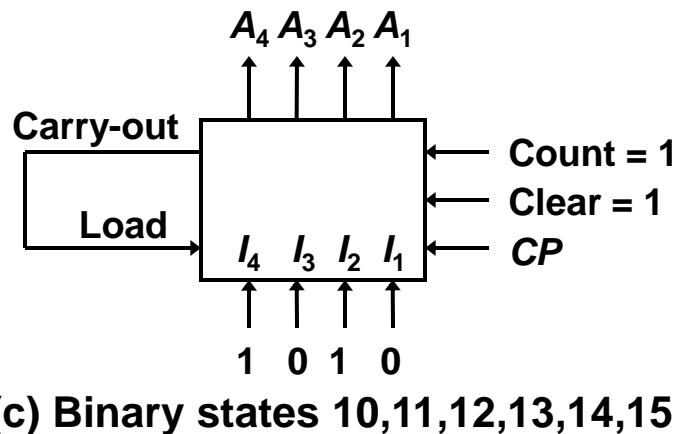 A4 A3 A2 A1
Carry-out
Count = 1
Clear = 1
Load
CP
I4 I3 I2 I1
1 0 1 0
(c) Binary states 10,11,12,13,14,15